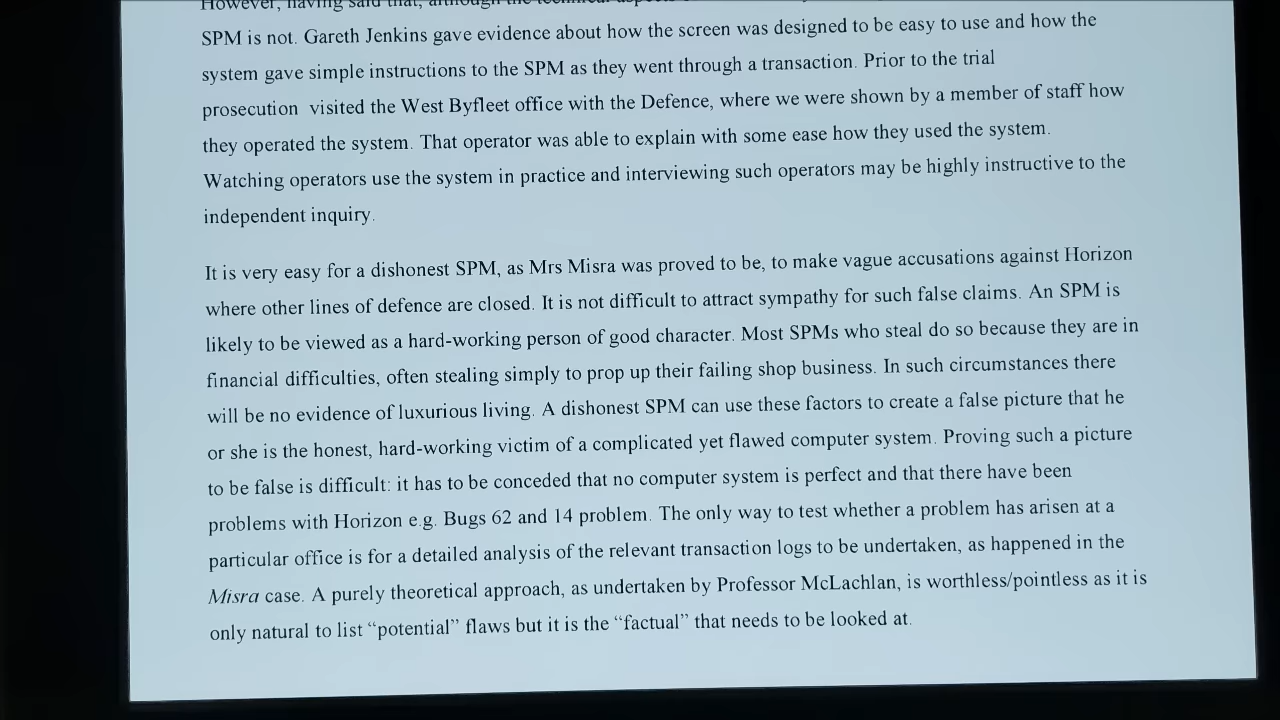 However, having said that, although the technical
SPM is not. Gareth Jenkins gave evidence about how the screen was designed to be easy to use and how the
system gave simple instructions to the SPM as they went through a transaction. Prior to the trial
prosecution visited the West Byfleet office with the Defence, where we were shown by a member of staff how
they operated the system. That operator was able to explain with some ease how they used the system.
Watching operators use the system in practice and interviewing such operators may be highly instructive to the
independent inquiry.
It is very easy for a dishonest SPM, as Mrs Misra was proved to be, to make vague accusations against Horizon
where other lines of defence are closed. It is not difficult to attract sympathy for such false claims. An SPM is
likely to be viewed as a hard-working person of good character. Most SPMs who steal do so because they are in
financial difficulties, often stealing simply to prop up their failing shop business. In such circumstances there
will be no evidence of luxurious living. A dishonest SPM can use these factors to create a false picture that he
or she is the honest, hard-working victim of a complicated yet flawed computer system. Proving such a picture
to be false is difficult: it has to be conceded that no computer system is perfect and that there have been
problems with Horizon e.g. Bugs 62 and 14 problem. The only way to test whether a problem has arisen at a
particular office is for a detailed analysis of the relevant transaction logs to be undertaken, as happened in the
Misra case. A purely theoretical approach, as undertaken by Professor McLachlan, is worthless/pointless as it is
only natural to list “potential” flaws but it is the “factual” that needs to be looked at.